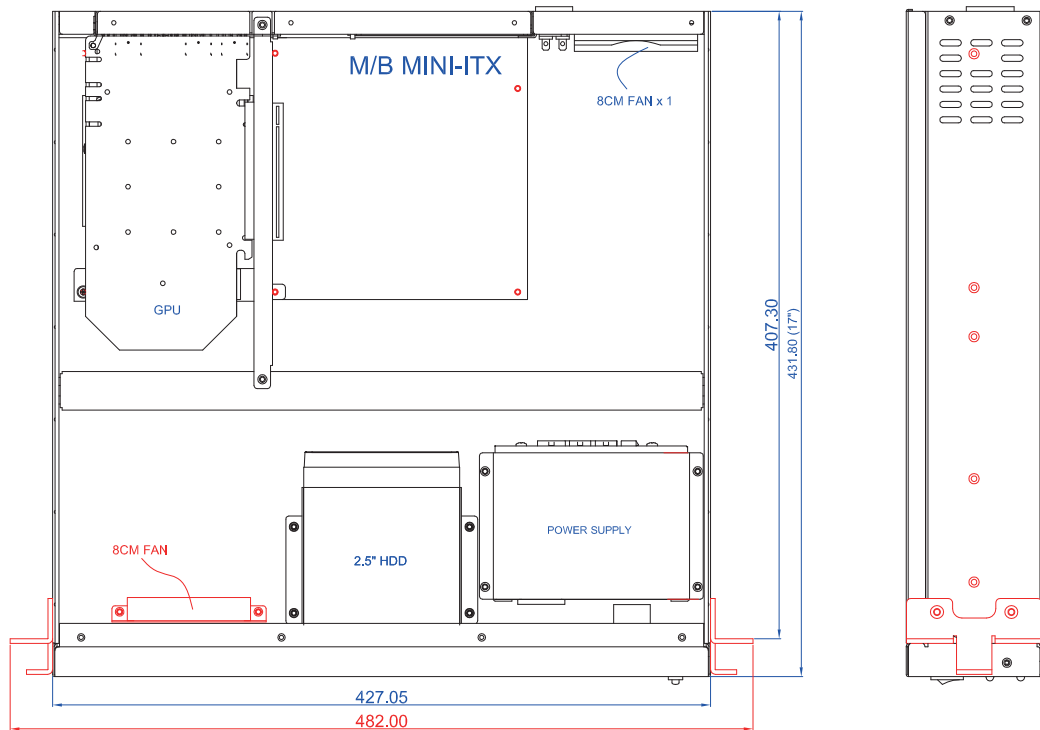 M/B MINI-ITX
8CM FAN x 1
GPU
407.30
431.80 (17")
POWER SUPPLY
8CM FAN
2.5" HDD
427.05
482.00